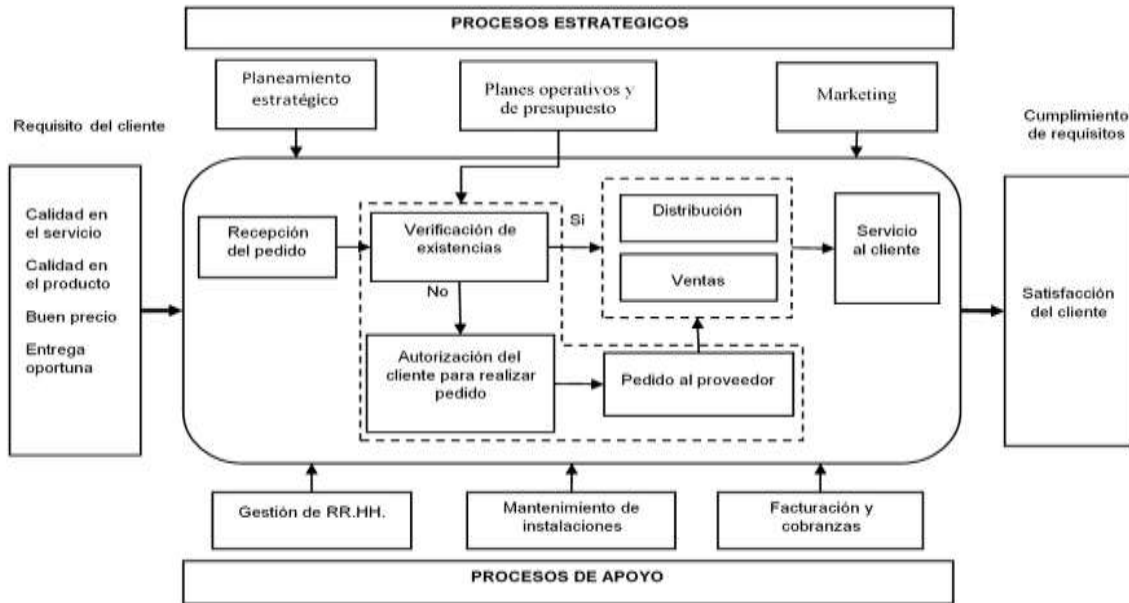 PROCESOS ESTRATEGICOS
Planeamiento
estratégico
Planes operativos y
de presupuesto
Marketing
Requisito del cliente
Cumplimiento
de requisitos
Calidad en
el servicio
Calidad en
el producto
Buen precio
Entrega
oportuna
Recepción
del pedido
Verificación de
existencias
Si
No
Distribución
Ventas
Servicio
al cliente
Autorización del
cliente para realizar
pedido
Pedido al proveedor
Satisfacción
del cliente
Gestión de RR.HH.
Mantenimiento de
instalaciones
Facturación y
cobranzas
PROCESOS DE APOYO